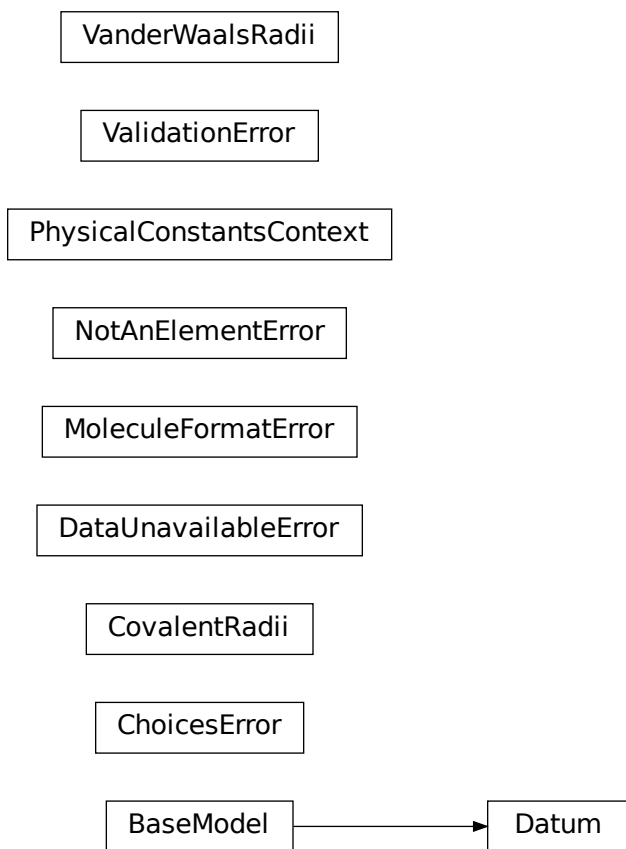 VanderWaalsRadii
ValidationError
PhysicalConstantsContext
NotAnElementError
MoleculeFormatError
DataUnavailableError
CovalentRadii
ChoicesError
BaseModel
Datum